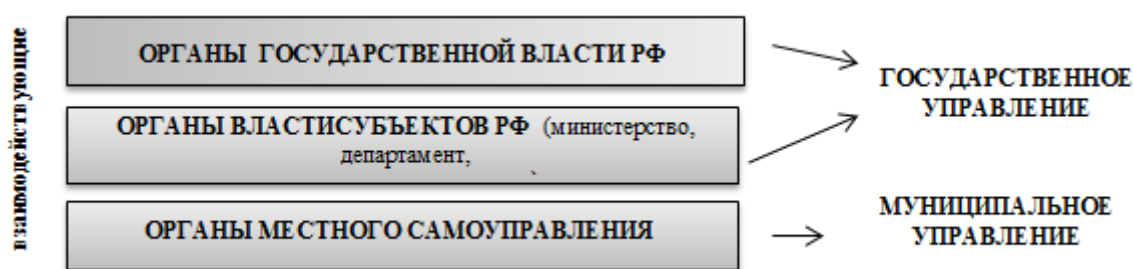 взаимодействующие
ОРГАНЫ ГОСУДАРСТВЕННОЙ ВЛАСТИ РФ
ОРГАНЫ ВЛАСТИСУБЪЕКТОВ РФ (министерство,
департамент,
ОРГАНЫ МЕСТНОГО САМОУПРАВЛЕНИЯ
ГОСУДАРСТВЕННОЕ
УПРАВЛЕНИЕ
МУНИЦИПАЛЬНОЕ
УПРАВЛЕНИЕ